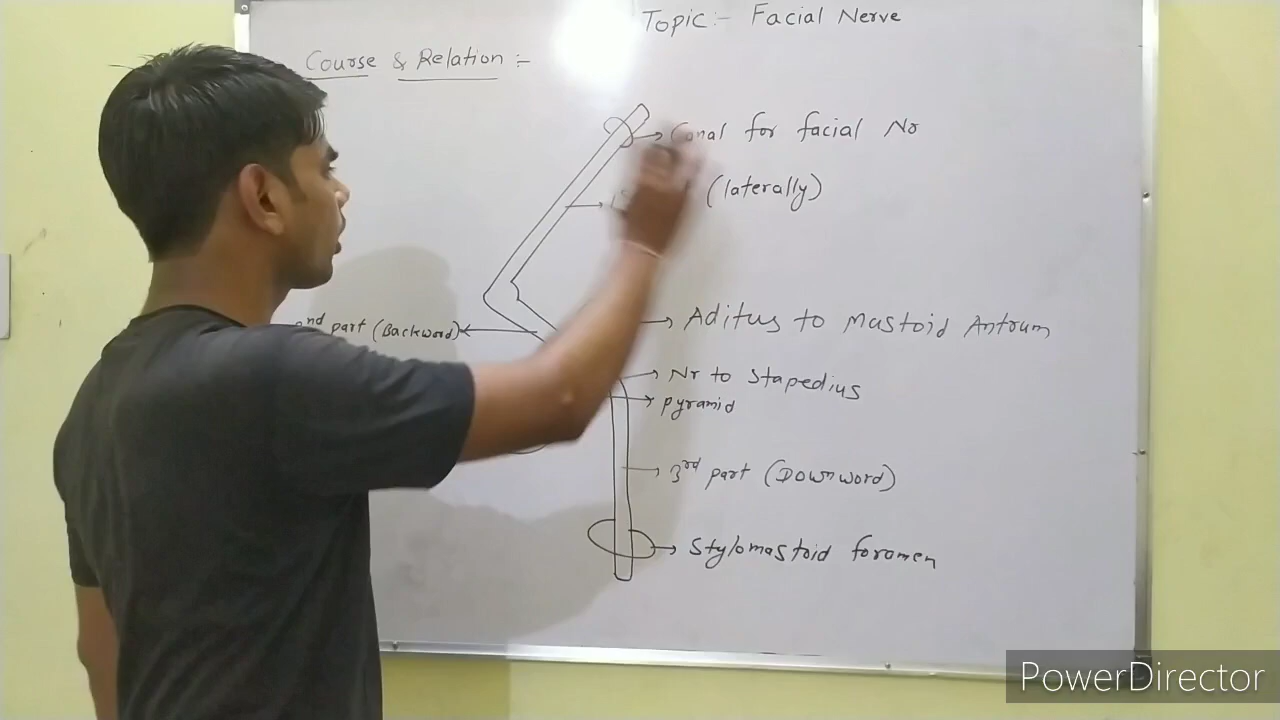 Topic:- Facial Nerve
Course & Relation :-
Canal for facial Nr
(laterally)
2nd part (Backword)
Aditus to Mastoid Antrum
Nr to Stapedius
pyramid
3rd part (Downword)
Stylomastoid foramen
PowerDirector